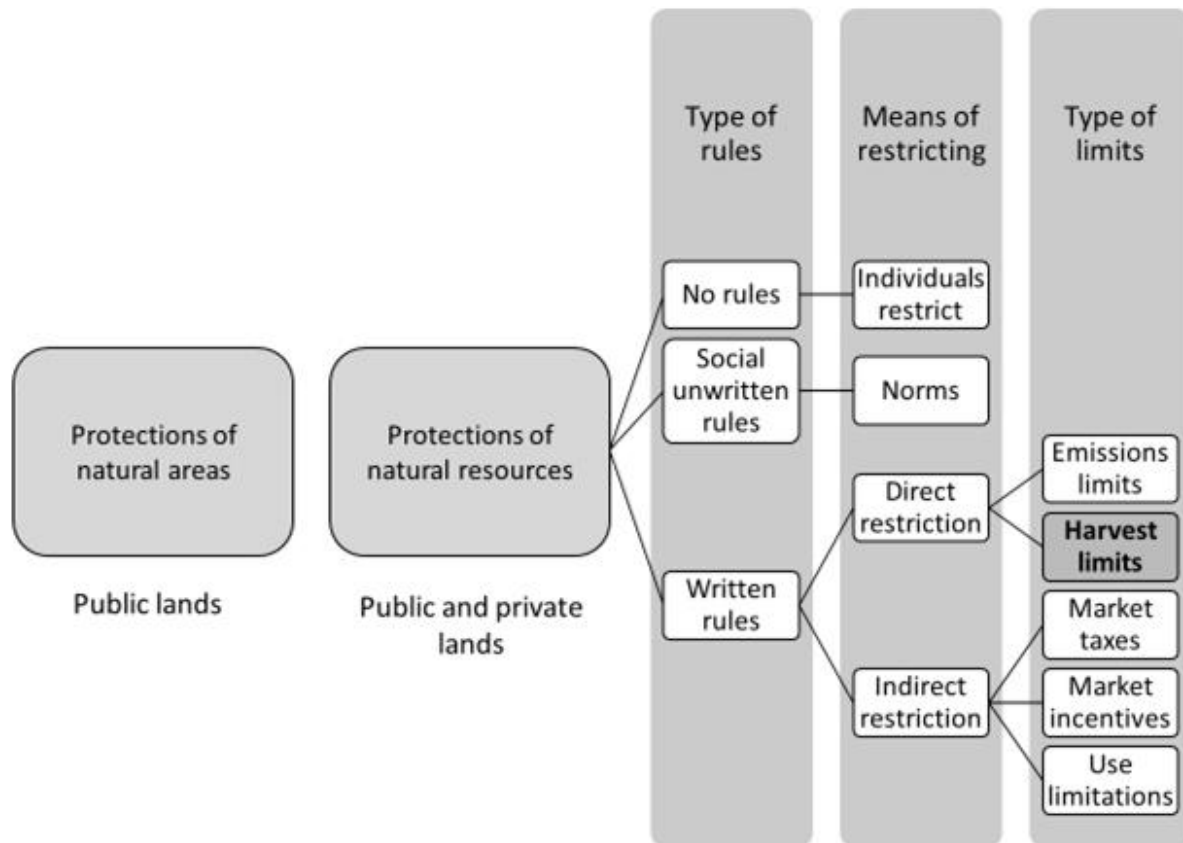 Type of
rules
Means of
restricting
Type of
limits
No rules
Individuals
restrict
Social
unwritten
rules
Norms
Protections of
natural areas
Protections of
natural resources
Emissions
limits
Direct
restriction
Harvest
limits
Public lands
Public and private
lands
Written
rules
Market
taxes
Indirect
restriction
Market
incentives
Use
limitations